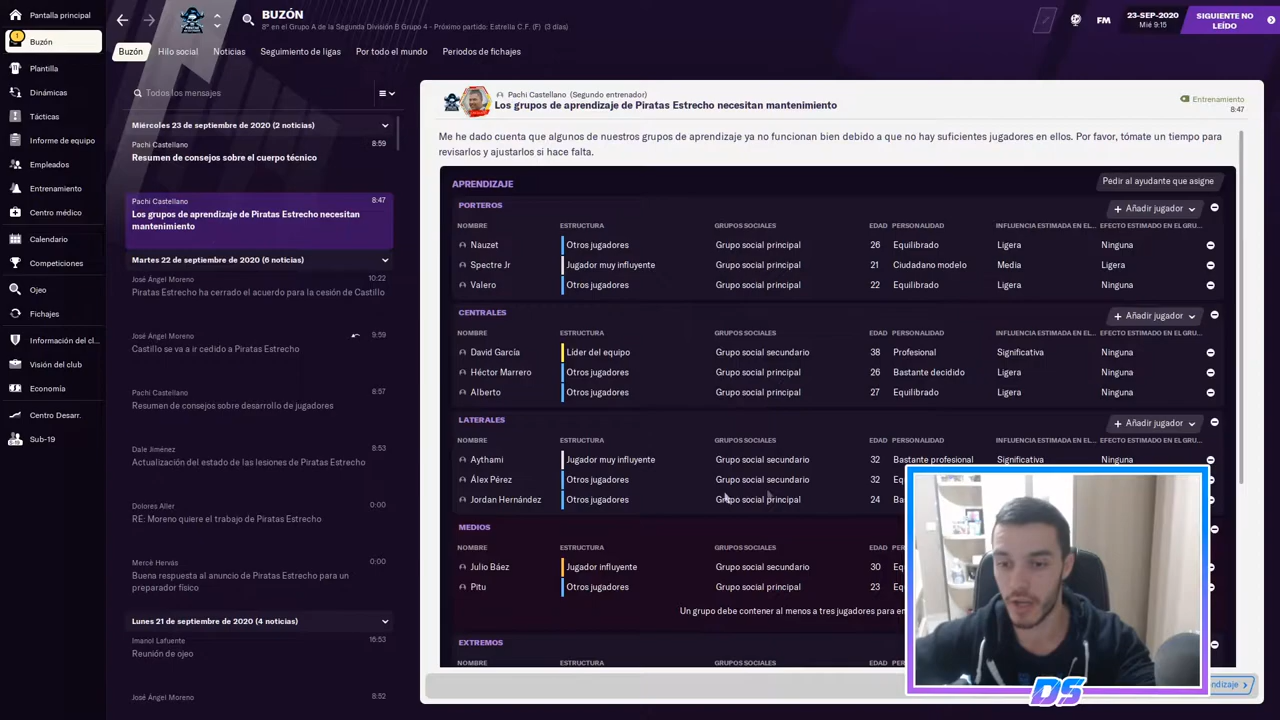 Pantalla principal
BUZÓN
8º en el Grupo A de la Segunda División B Grupo 4 - Próximo partido: Estrella C.F. (F) (3 días)
FM
23-SEP-2020
Mié 9:15
SIGUIENTE NO LEÍDO
1
Buzón
Plantilla
Dinámicas
Tácticas
Informe de equipo
Empleados
Entrenamiento
Centro médico
Calendario
Competiciones
Ojeo
Fichajes
Información del cl...
Visión del club
Economía
Centro Desarr.
Sub-19
Buzón
Hilo social
Noticias
Seguimiento de ligas
Por todo el mundo
Periodos de fichajes
Todos los mensajes
Miércoles 23 de septiembre de 2020 (2 noticias)
Pachi Castellano 8:59
Resumen de consejos sobre el cuerpo técnico
Pachi Castellano 8:47
Los grupos de aprendizaje de Piratas Estrecho necesitan
mantenimiento
Martes 22 de septiembre de 2020 (6 noticias)
José Ángel Moreno 10:22
Piratas Estrecho ha cerrado el acuerdo para la cesión de Castillo
José Ángel Moreno 9:59
Castillo se va a ir cedido a Piratas Estrecho
Pachi Castellano 8:57
Resumen de consejos sobre desarrollo de jugadores
Dale Jiménez 8:53
Actualización del estado de las lesiones de Piratas Estrecho
Dolores Aller 0:00
RE: Moreno quiere el trabajo de Piratas Estrecho
Mercè Hervas 0:00
Buena respuesta al anuncio de Piratas Estrecho para un
preparador físico
Lunes 21 de septiembre de 2020 (4 noticias)
Imanol Lafuente 16:53
Reunión de ojeo
José Ángel Moreno 8:52
Pachi Castellano (Segundo entrenador)
Los grupos de aprendizaje de Piratas Estrecho necesitan mantenimiento
Entrenamiento
8:47
Me he dado cuenta que algunos de nuestros grupos de aprendizaje ya no funcionan bien debido a que no hay suficientes jugadores en ellos. Por favor, tómate un tiempo para
revisarlos y ajustarlos si hace falta.
APRENDIZAJE Pedir al ayudante que asigne
PORTEROS + Añadir jugador
NOMBRE ESTRUCTURA GRUPOS SOCIALES EDAD PERSONALIDAD INFLUENCIA ESTIMADA EN EL... EFECTO ESTIMADO EN EL GRU...
Nauzet Otros jugadores Grupo social principal 26 Equilibrado Ligera Ninguna
Spectre Jr Jugador muy influyente Grupo social principal 21 Ciudadano modelo Media Ligera
Valero Otros jugadores Grupo social principal 22 Equilibrado Ligera Ninguna
CENTRALES + Añadir jugador
NOMBRE ESTRUCTURA GRUPOS SOCIALES EDAD PERSONALIDAD INFLUENCIA ESTIMADA EN EL... EFECTO ESTIMADO EN EL GRU...
David García Líder del equipo Grupo social secundario 38 Profesional Significativa Ninguna
Héctor Marrero Otros jugadores Grupo social principal 26 Bastante decidido Ligera Ninguna
Alberto Otros jugadores Grupo social principal 27 Equilibrado Ligera Ninguna
LATERALES + Añadir jugador
NOMBRE ESTRUCTURA GRUPOS SOCIALES EDAD PERSONALIDAD INFLUENCIA ESTIMADA EN EL... EFECTO ESTIMADO EN EL GRU...
Aythami Jugador muy influyente Grupo social secundario 32 Bastante profesional Significativa Ninguna
Álex Pérez Otros jugadores Grupo social secundario 32 Eq
Jordan Hernández Otros jugadores Grupo social principal 24 Ba
MEDIOS
NOMBRE ESTRUCTURA GRUPOS SOCIALES EDAD PE
Julio Báez Jugador influyente Grupo social secundario 30 Eq
Pitu Otros jugadores Grupo social principal 23 Eq
Un grupo debe contener al menos a tres jugadores para en
EXTREMOS
NOMBRE ESTRUCTURA GRUPOS SOCIALES EDAD PE
ndizaje
DS